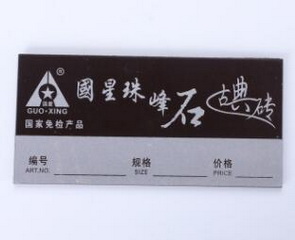 國星珠峰石古典砖
®
国星
GUO-XING
国家免检产品
编号 规格 价格
ART.NO. SIZE PRICE